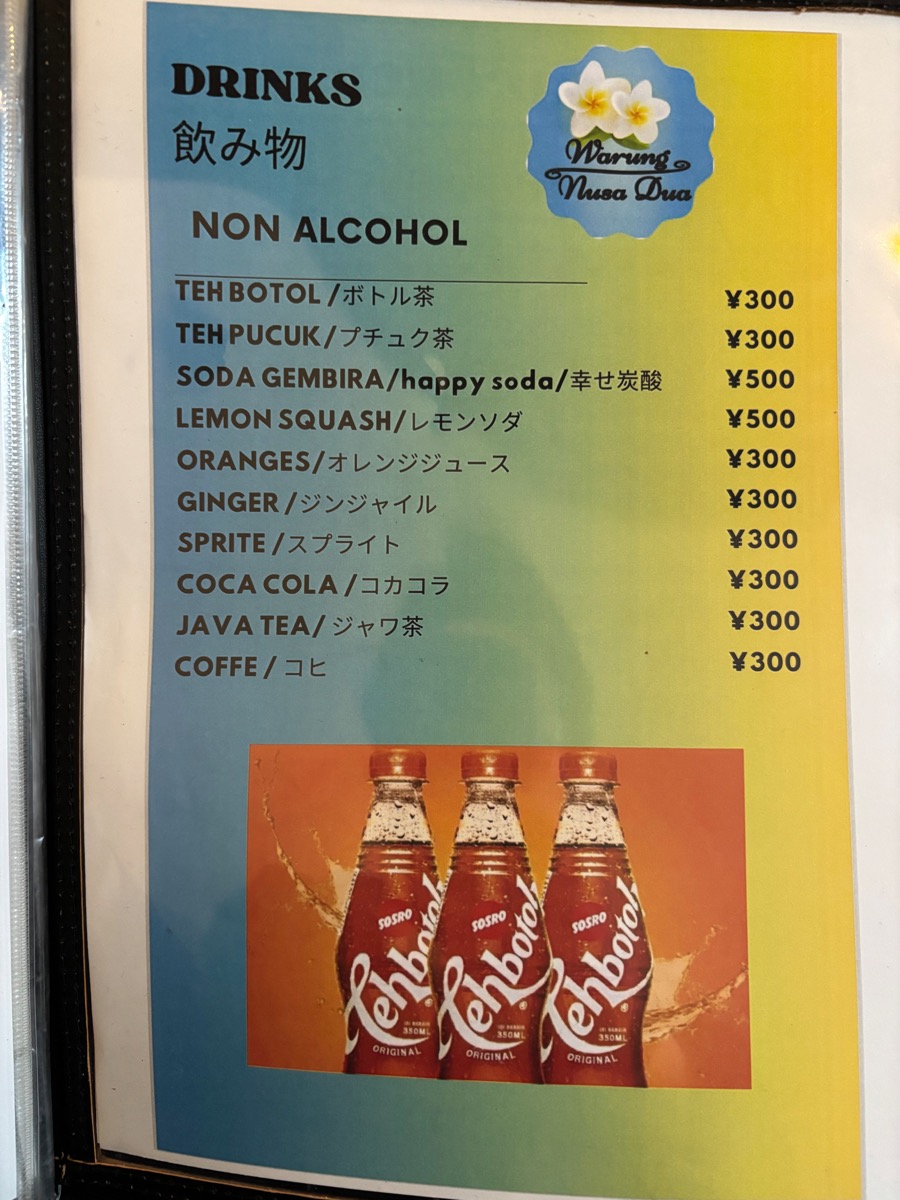 DRINKS
飲み物
Warung
Nusa Dua
NON ALCOHOL
TEH BOTOL /ボトル茶 ¥300
TEH PUCUK/プチュク茶 ¥300
SODA GEMBIRA/happy soda/幸せ炭酸 ¥500
LEMON SQUASH/レモンソダ ¥500
ORANGES/オレンジジュース ¥300
GINGER /ジンジャイル ¥300
SPRITE /スプライト ¥300
COCA COLA /コカコラ ¥300
JAVA TEA/ ジャワ茶 ¥300
COFFE / コヒ ¥300
SOSRO SOSRO SOSRO
Tehbotol Tehbotol Tehbotol
350ML 350ML 350ML
ORIGINAL ORIGINAL ORIGINAL